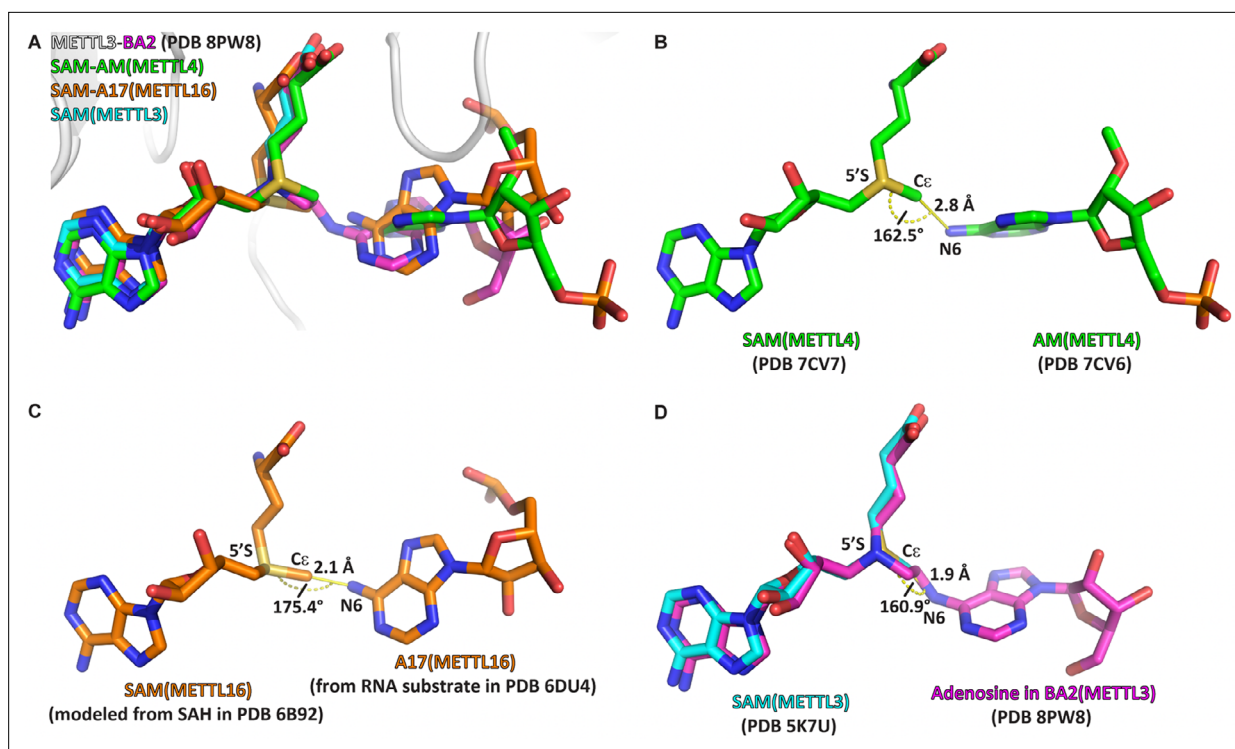 A
METTL3-BA2 (PDB 8PW8)
SAM-AM(METTL4)
SAM-A17(METTL16)
SAM(METTL3)
B
5'S
Cε
2.8 Å
162.5°
N6
SAM(METTL4)
(PDB 7CV7)
AM(METTL4)
(PDB 7CV6)
C
5'S
Cε
2.1 Å
175.4°
N6
SAM(METTL16)
(modeled from SAH in PDB 6B92)
A17(METTL16)
(from RNA substrate in PDB 6DU4)
D
5'S
Cε
1.9 Å
160.9°
N6
SAM(METTL3)
(PDB 5K7U)
Adenosine in BA2(METTL3)
(PDB 8PW8)